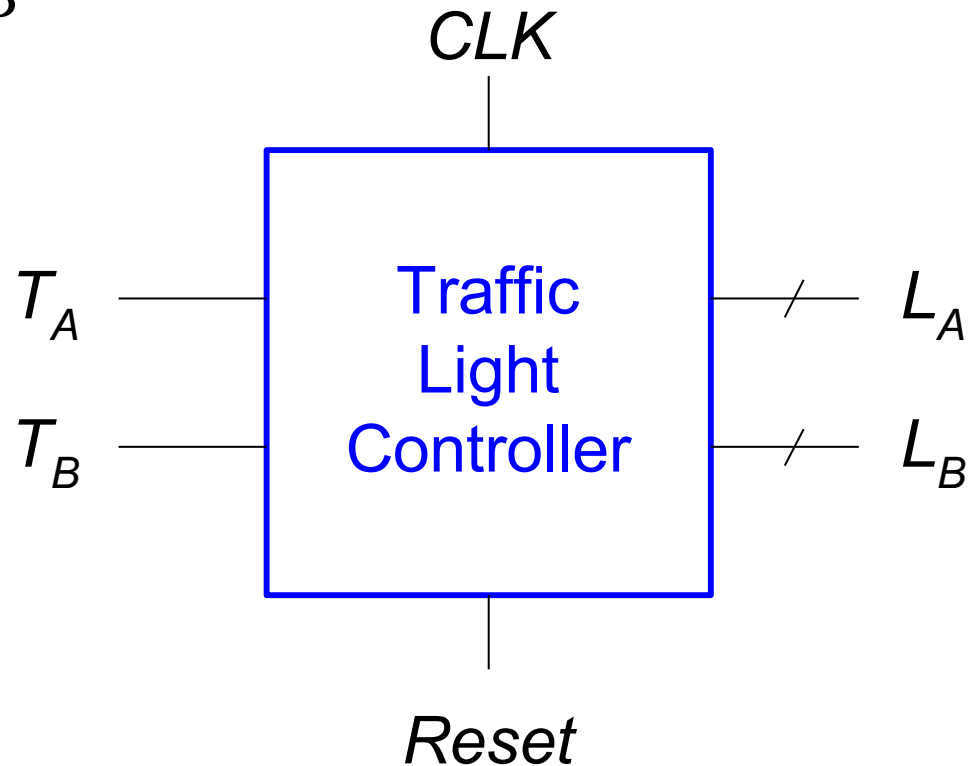 CLK
T_A
Traffic
Light
Controller
L_A
T_B
L_B
Reset